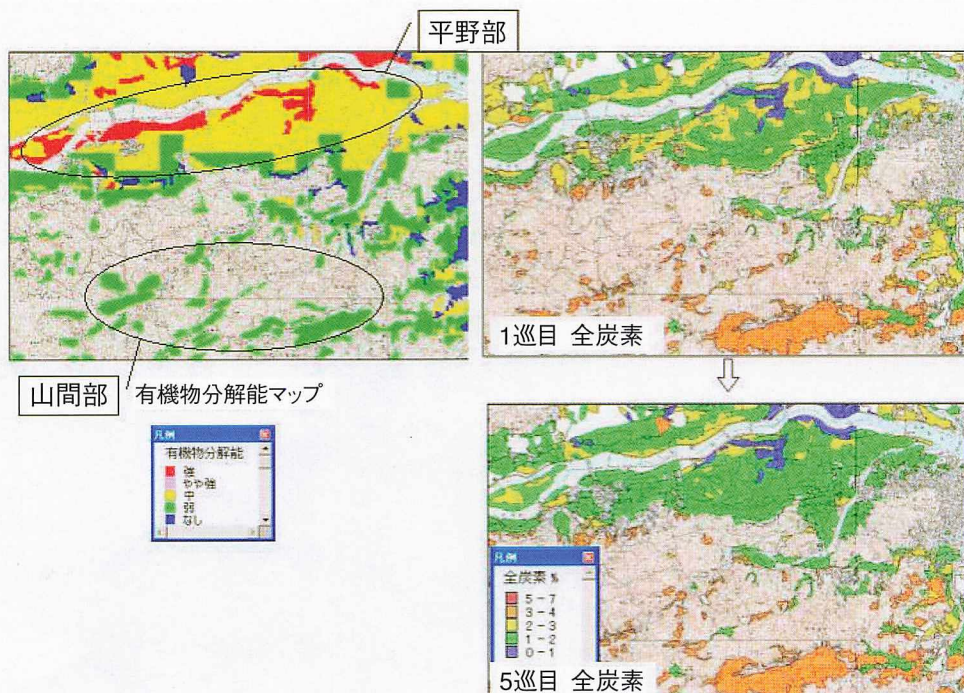 平野部
1巡目 全炭素
山間部
有機物分解能マップ
凡例
有機物分解能
強
やや強
中
弱
なし
凡例
全炭素 %
5-7
3-4
2-3
1-2
0-1
5巡目 全炭素